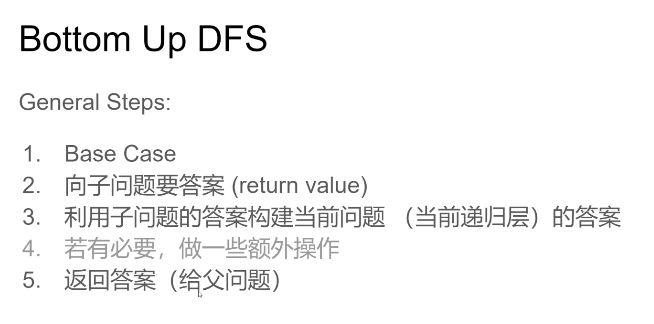 Bottom Up DFS
General Steps:
1. Base Case
2. 向子问题要答案 (return value)
3. 利用子问题的答案构建当前问题 （当前递归层）的答案
4. 若有必要，做一些额外操作
5. 返回答案（给父问题）